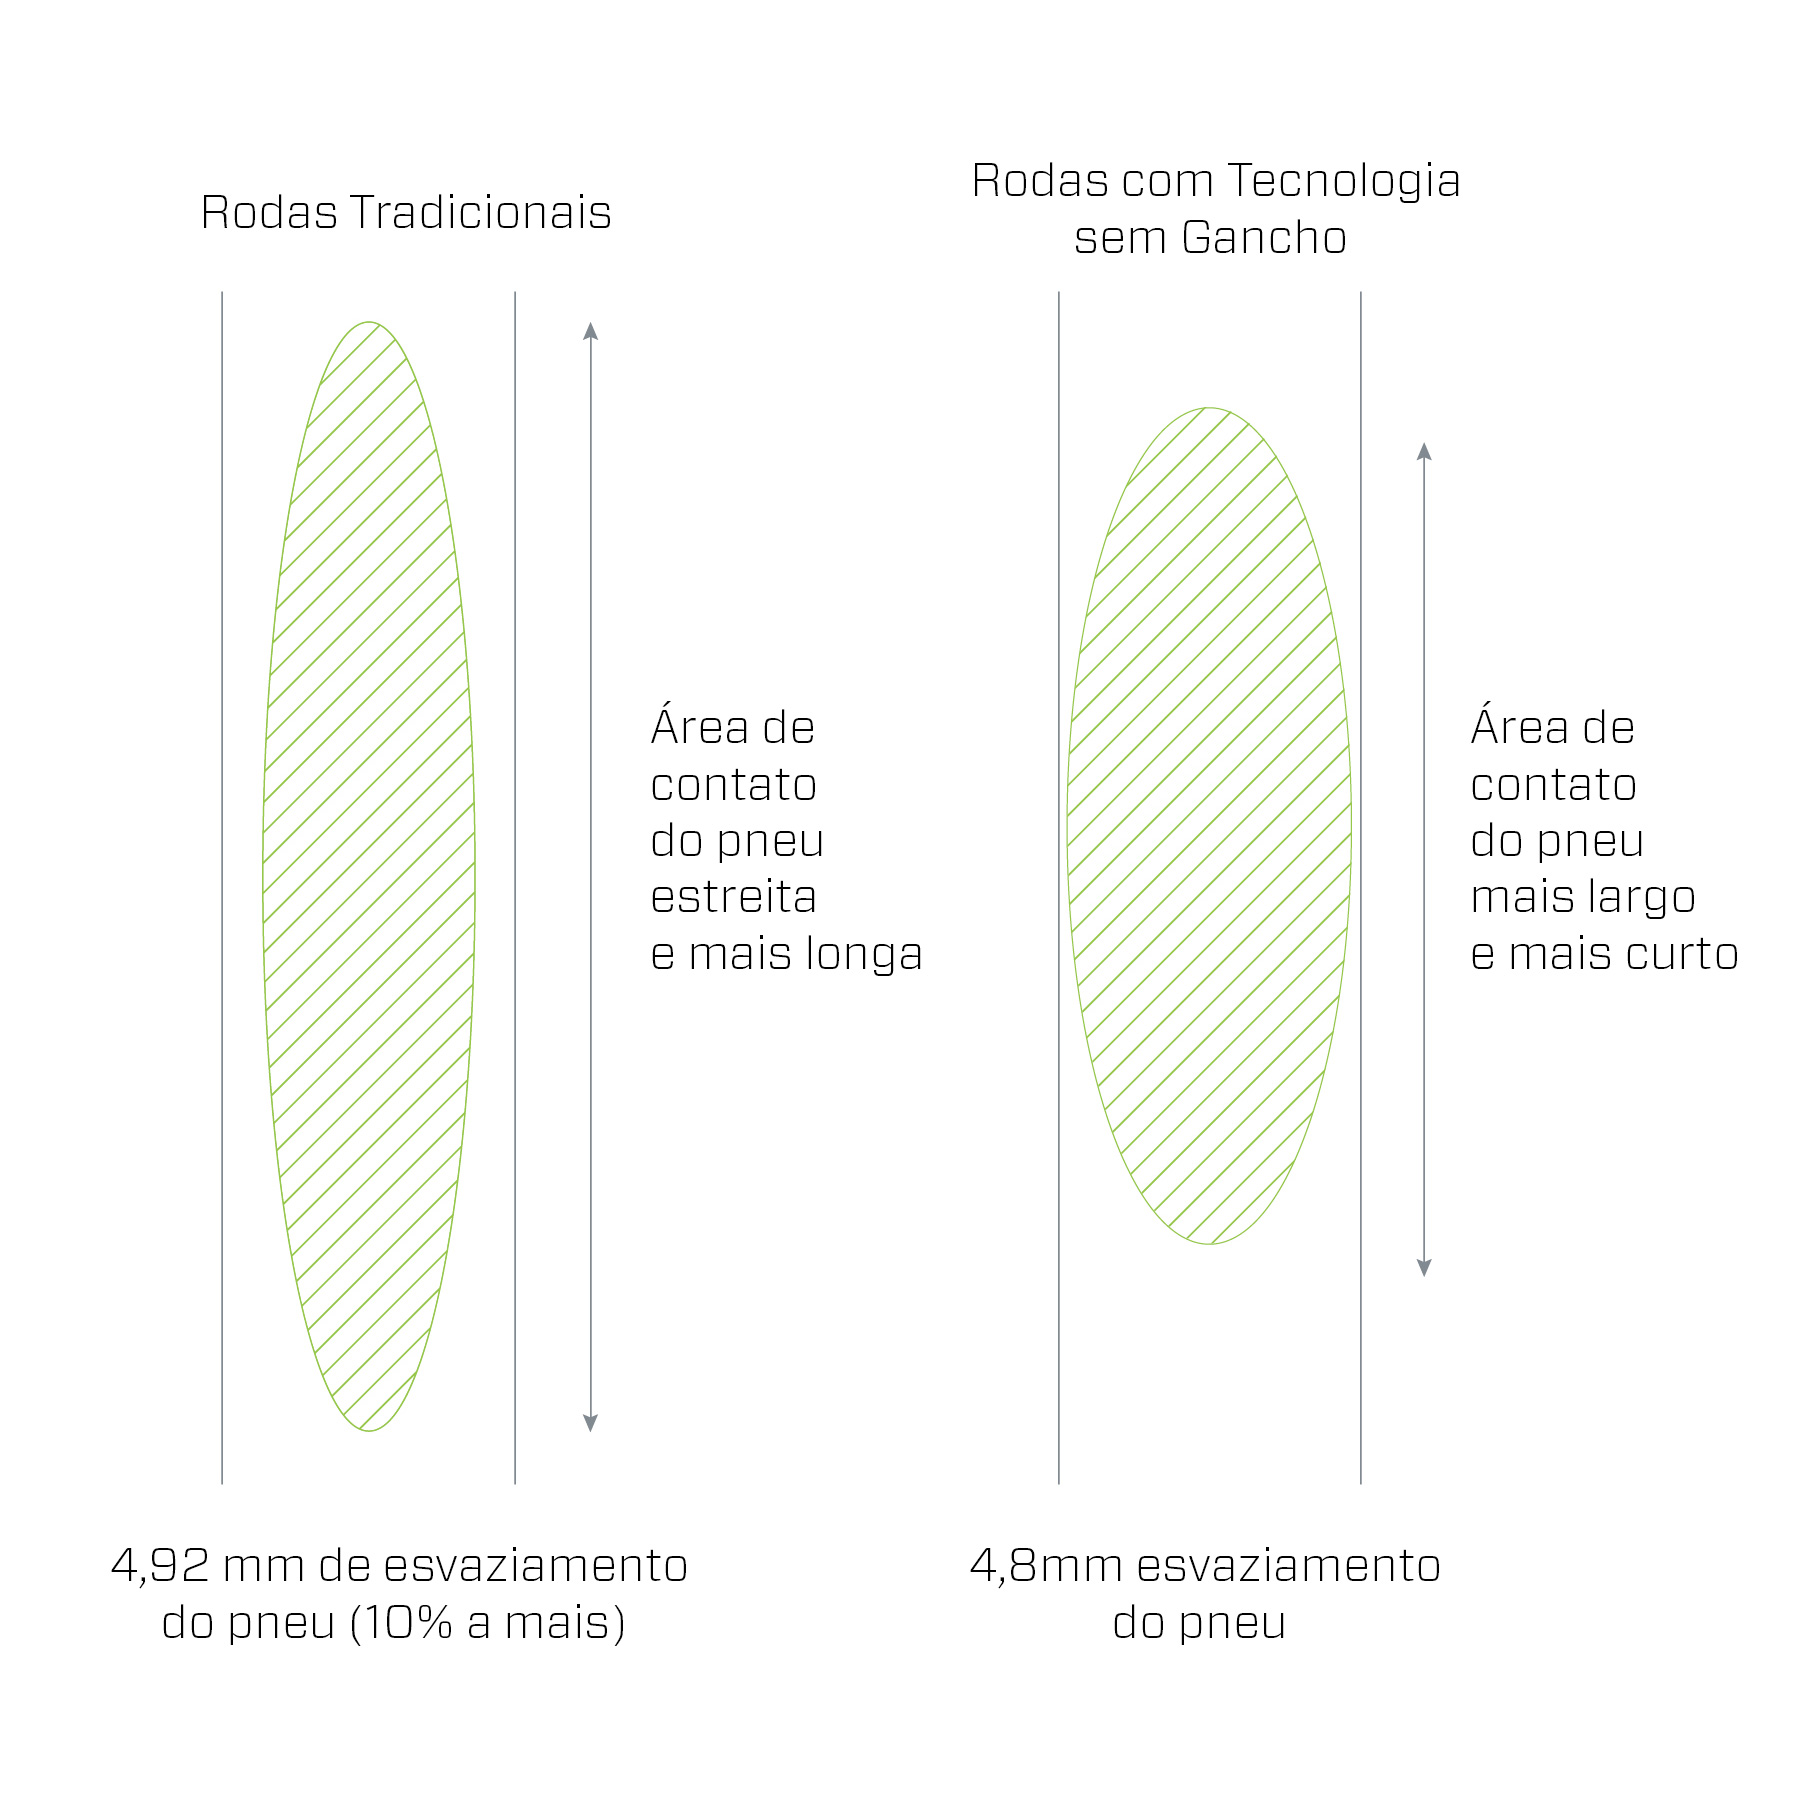 Rodas Tradicionais
Rodas com Tecnologia
sem Gancho
Área de
contato
do pneu
estreita
e mais longa
Área de
contato
do pneu
mais largo
e mais curto
4,92 mm de esvaziamento
do pneu (10% a mais)
4,8mm esvaziamento
do pneu